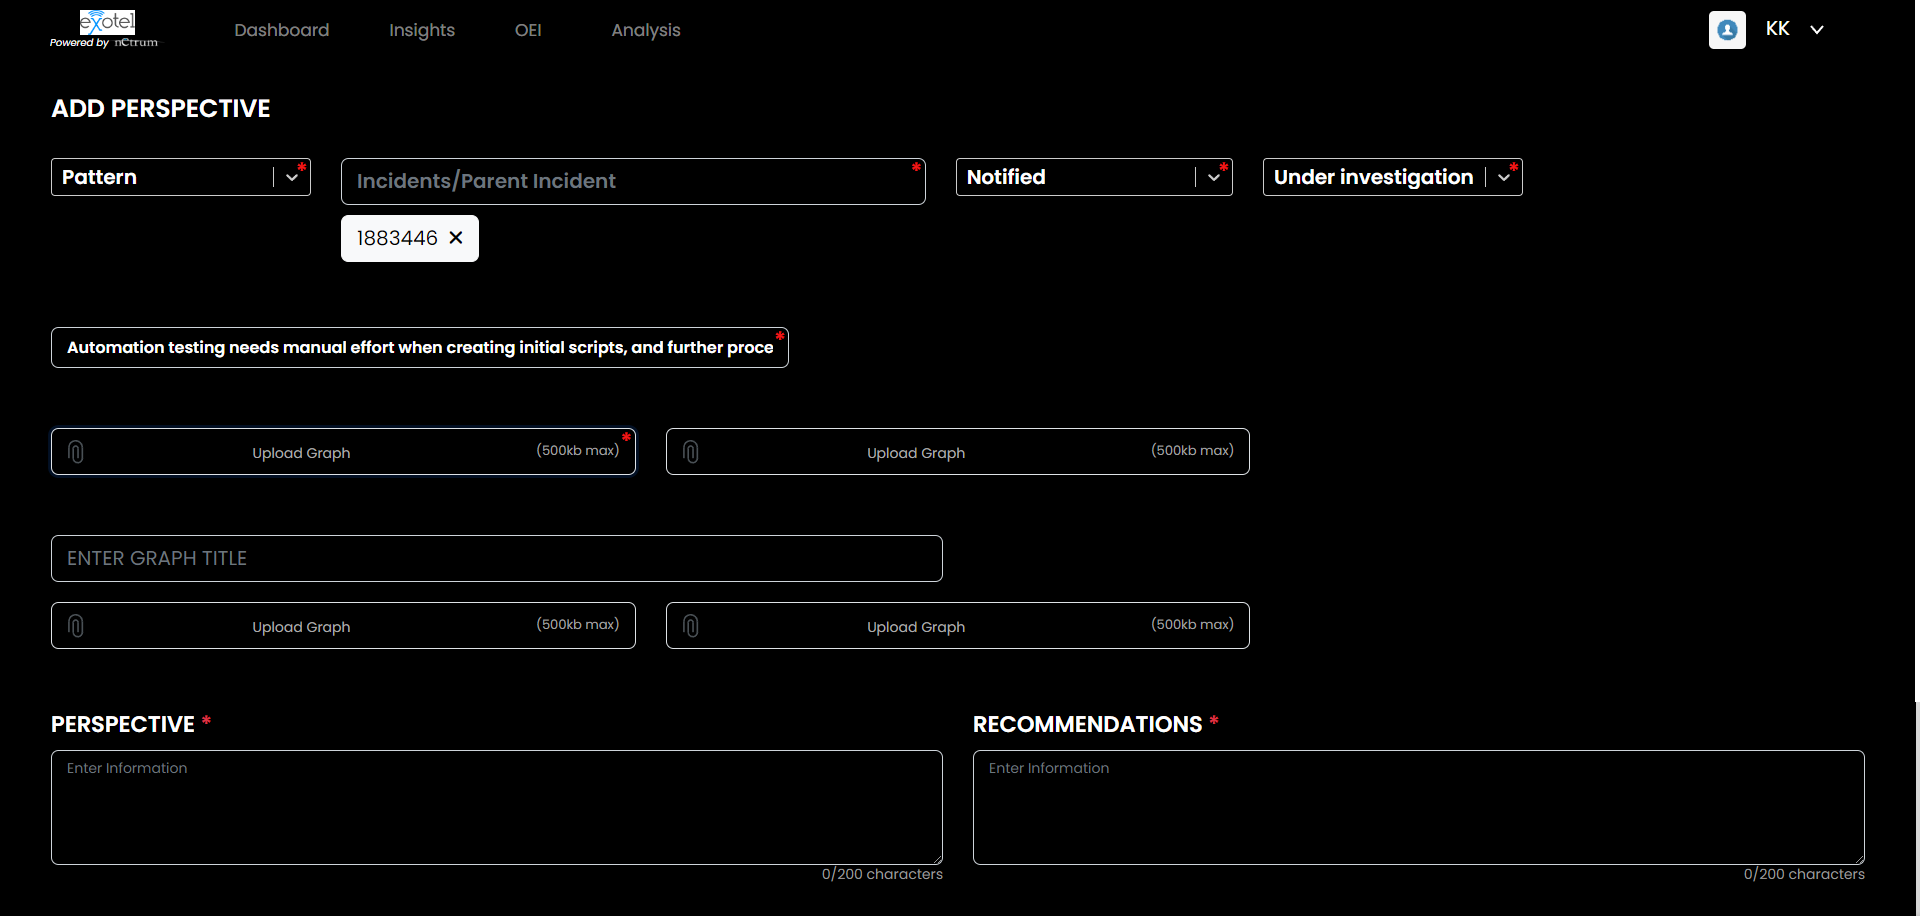 exotel
Powered by nCtrum
Dashboard
Insights
OEI
Analysis
KK
ADD PERSPECTIVE
Pattern *
Incidents/Parent Incident *
Notified *
Under investigation *
1883446 ✕
Automation testing needs manual effort when creating initial scripts, and further proce *
Upload Graph (500kb max) *
Upload Graph (500kb max)
ENTER GRAPH TITLE
Upload Graph (500kb max)
Upload Graph (500kb max)
PERSPECTIVE *
Enter Information
0/200 characters
RECOMMENDATIONS *
Enter Information
0/200 characters